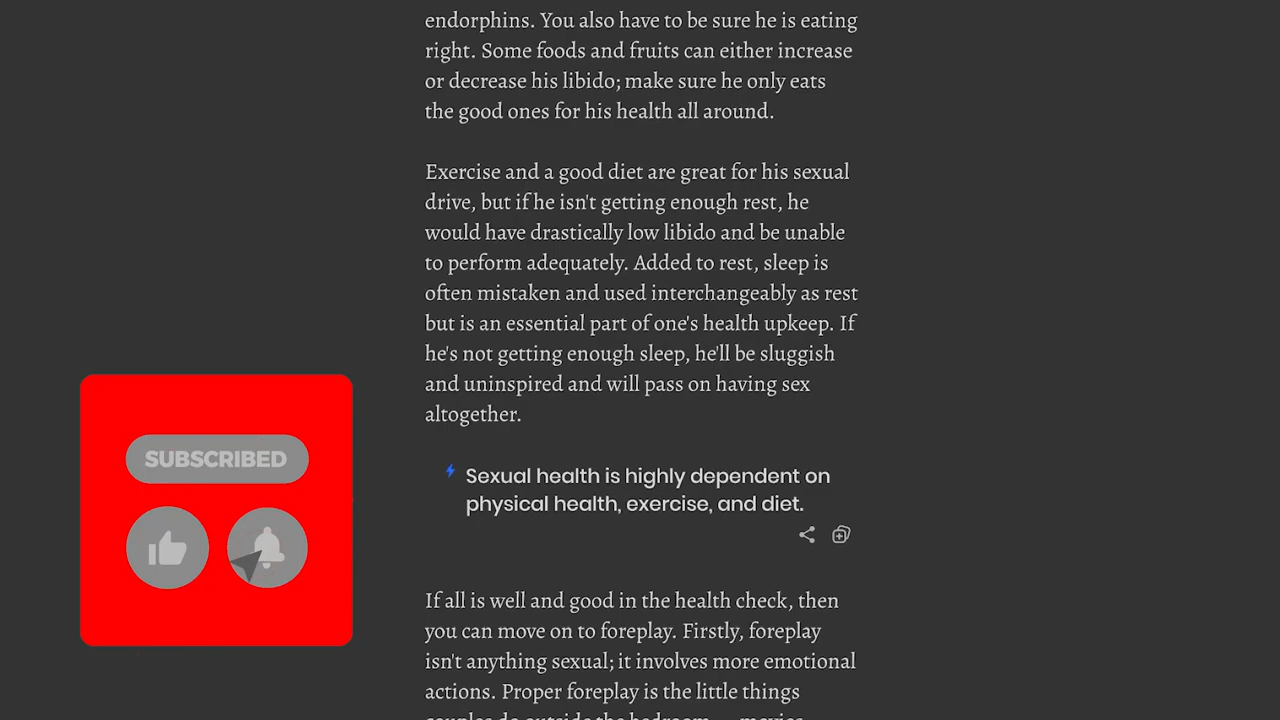 endorphins. You also have to be sure he is eating
right. Some foods and fruits can either increase
or decrease his libido; make sure he only eats
the good ones for his health all around.
Exercise and a good diet are great for his sexual
drive, but if he isn't getting enough rest, he
would have drastically low libido and be unable
to perform adequately. Added to rest, sleep is
often mistaken and used interchangeably as rest
but is an essential part of one's health upkeep. If
he's not getting enough sleep, he'll be sluggish
and uninspired and will pass on having sex
altogether.
SUBSCRIBED
Sexual health is highly dependent on
physical health, exercise, and diet.
If all is well and good in the health check, then
you can move on to foreplay. Firstly, foreplay
isn't anything sexual; it involves more emotional
actions. Proper foreplay is the little things
couples do outside the bedroom — movies